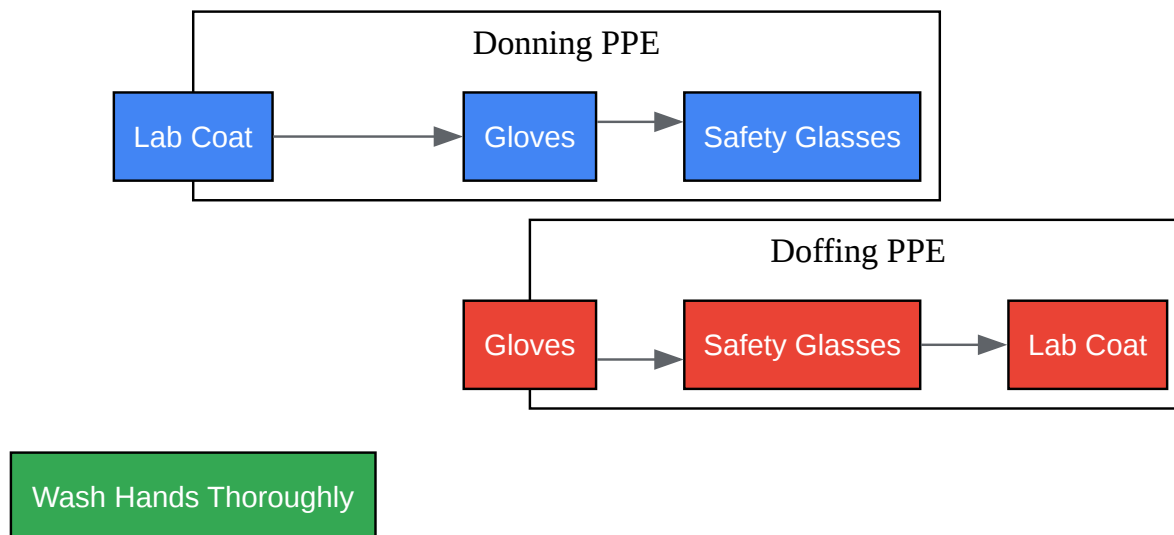 Donning PPE
Lab Coat
Gloves
Safety Glasses
Doffing PPE
Gloves
Safety Glasses
Lab Coat
Wash Hands Thoroughly